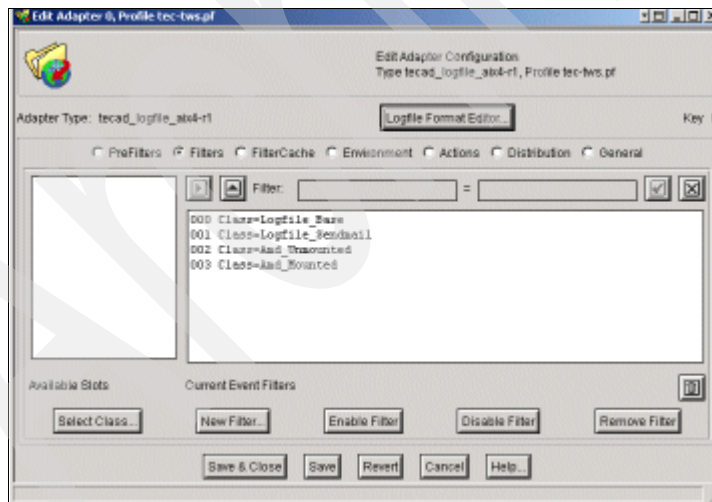 Edit Adapter 0, Profile tec-tws.pf
Edit Adapter Configuration
Type tecad_logfile_aix4-r1, Profile tec-tws.pf
Adapter Type: tecad_logfile_aix4-r1
Logfile Format Editor...
Key
PreFilters Filters FilterCache Environment Actions Distribution General
Filter: =
000 Class=Logfile_Base
001 Class=Logfile_Sendmail
002 Class=Amd_Unmounted
003 Class=Amd_Mounted
Available Slots
Current Event Filters
Select Class... New Filter... Enable Filter Disable Filter Remove Filter
Save & Close Save Revert Cancel Help...